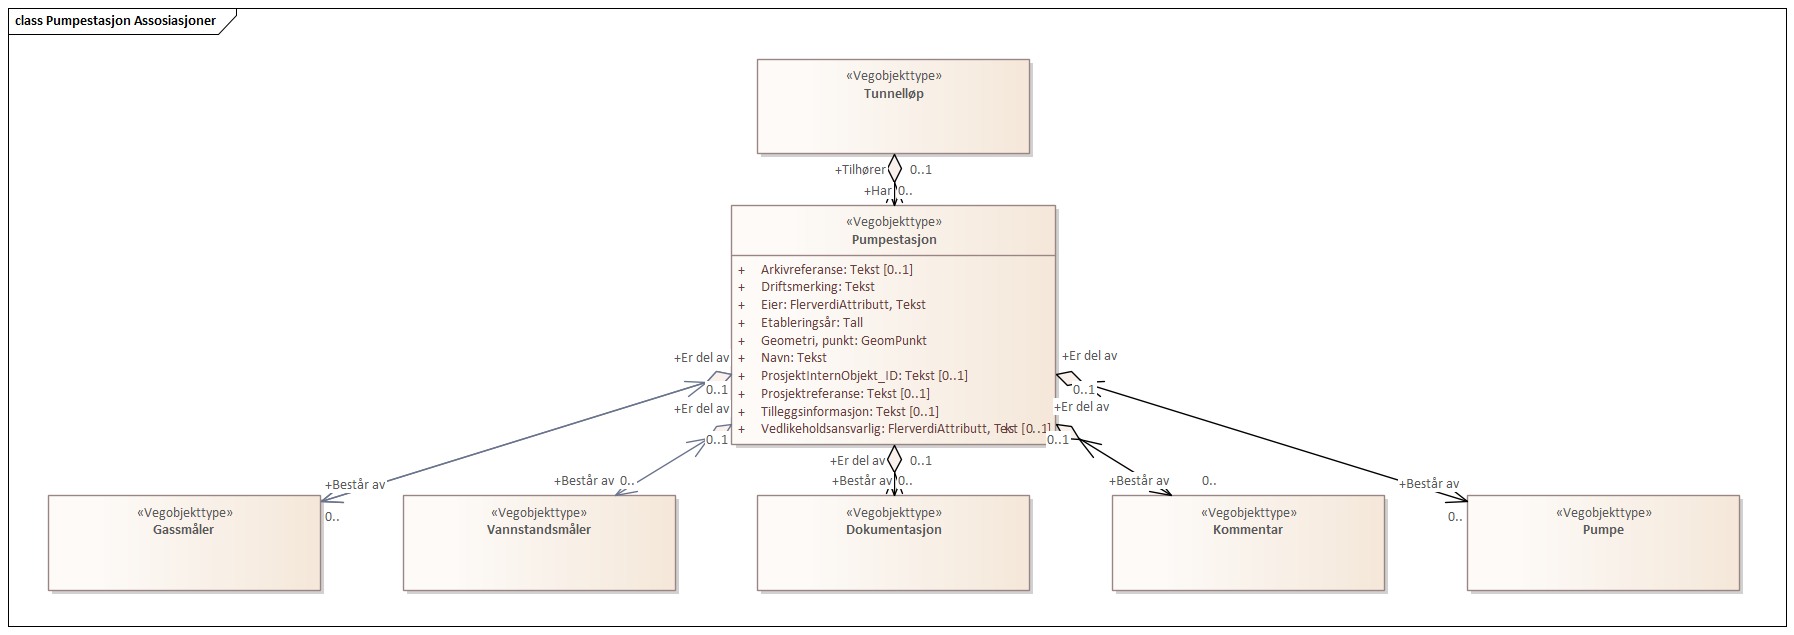 class Pumpestasjon Assosiasjoner
«Vegobjekttype»
Tunnelløp
+Tilhører 0..1
+Har 0..
«Vegobjekttype»
Pumpestasjon
+ Arkivreferanse: Tekst [0..1]
+ Driftsmerking: Tekst
+ Eier: FlerverdiAttributt, Tekst
+ Etableringsår: Tall
+ Geometri, punkt: GeomPunkt
+ Navn: Tekst
+ ProsjektInternObjekt_ID: Tekst [0..1]
+ Prosjektreferanse: Tekst [0..1]
+ Tilleggsinformasjon: Tekst [0..1]
+ Vedlikeholdsansvarlig: FlerverdiAttributt, Tekst [0..1]
+Er del av
0..1
+Er del av
0..1
+Er del av
0..1
+Er del av
0..1
+Er del av 0..1
+Består av
0..
+Består av 0..
+Består av 0..
+Består av 0..
+Består av
0..
«Vegobjekttype»
Gassmåler
«Vegobjekttype»
Vannstandsmåler
«Vegobjekttype»
Dokumentasjon
«Vegobjekttype»
Kommentar
«Vegobjekttype»
Pumpe